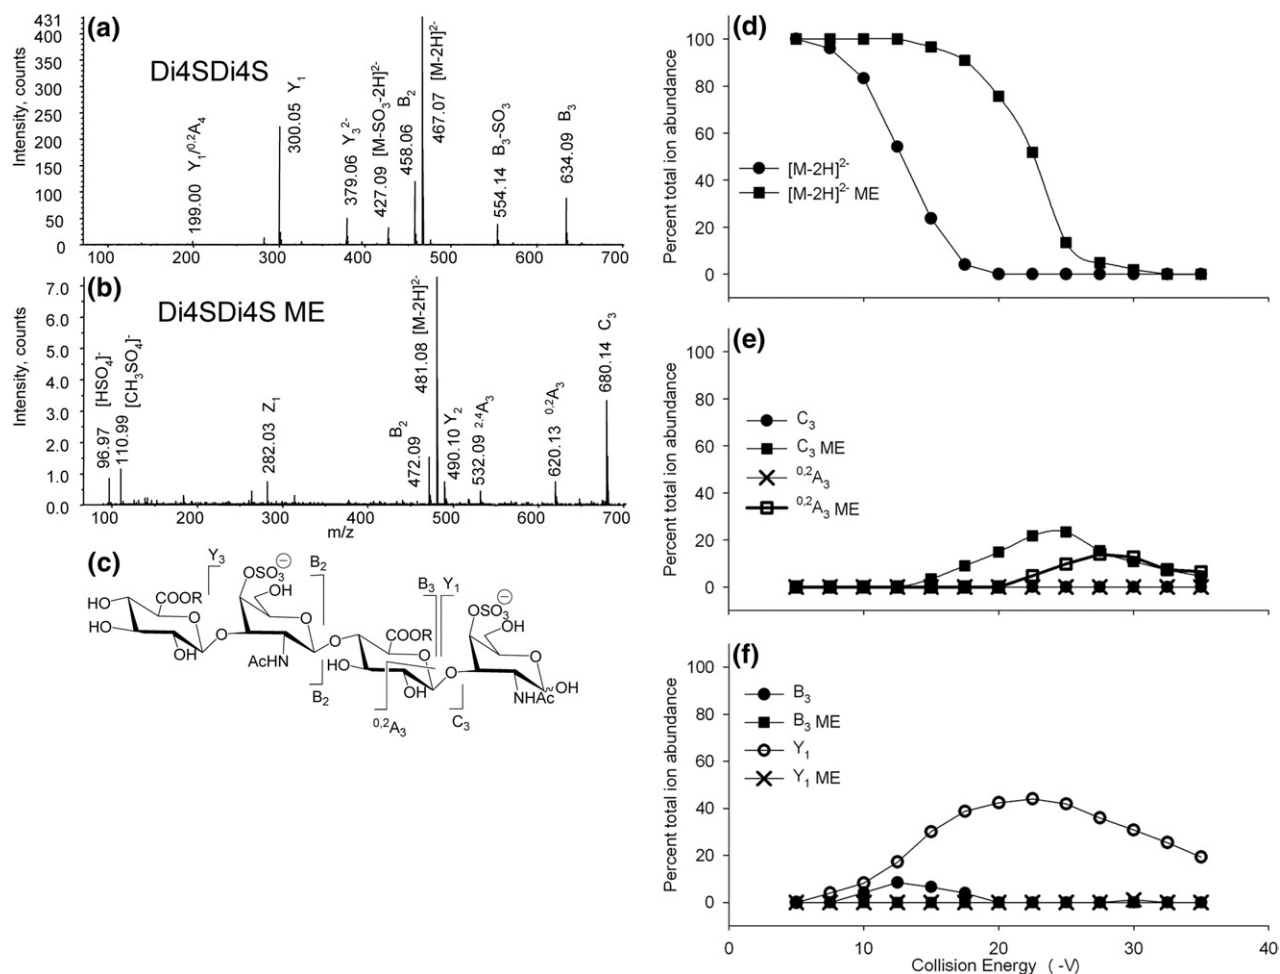 (a)
431
400
350
300
250
200
150
100
50
0
Intensity, counts
Di4SDi4S
199.00 Y1/0,2A4
300.05 Y1
379.06 Y3 2-
427.09 [M-SO3-2H]2-
458.06 B2
467.07 [M-2H]2-
554.14 B3-SO3
634.09 B3
100 200 300 400 500 600 700
(b)
7.0
6.0
5.0
4.0
3.0
2.0
1.0
0.0
Intensity, counts
Di4SDi4S ME
96.97 [HSO4]-
110.99 [CH3SO4]-
282.03 Z1
472.09 B2
481.08 [M-2H]2-
490.10 Y2
532.09 2,4A3
620.13 0,2A3
680.14 C3
100 200 300 400 500 600 700
m/z
(c)
Y3
OSO3 −
B2
B3 Y1
OSO3 −
HO
COOR
OH
O
HO
OH
O
AcHN
O
O
COOR
O
HO
OH
O
OH
O
NHAc
OH
B2
0,2A3
C3
(d)
100
80
60
40
20
0
Percent total ion abundance
[M-2H]2-
[M-2H]2- ME
(e)
100
80
60
40
20
0
Percent total ion abundance
C3
C3 ME
0,2A3
0,2A3 ME
(f)
100
80
60
40
20
0
Percent total ion abundance
B3
B3 ME
Y1
Y1 ME
0 10 20 30 40
Collision Energy (-V)